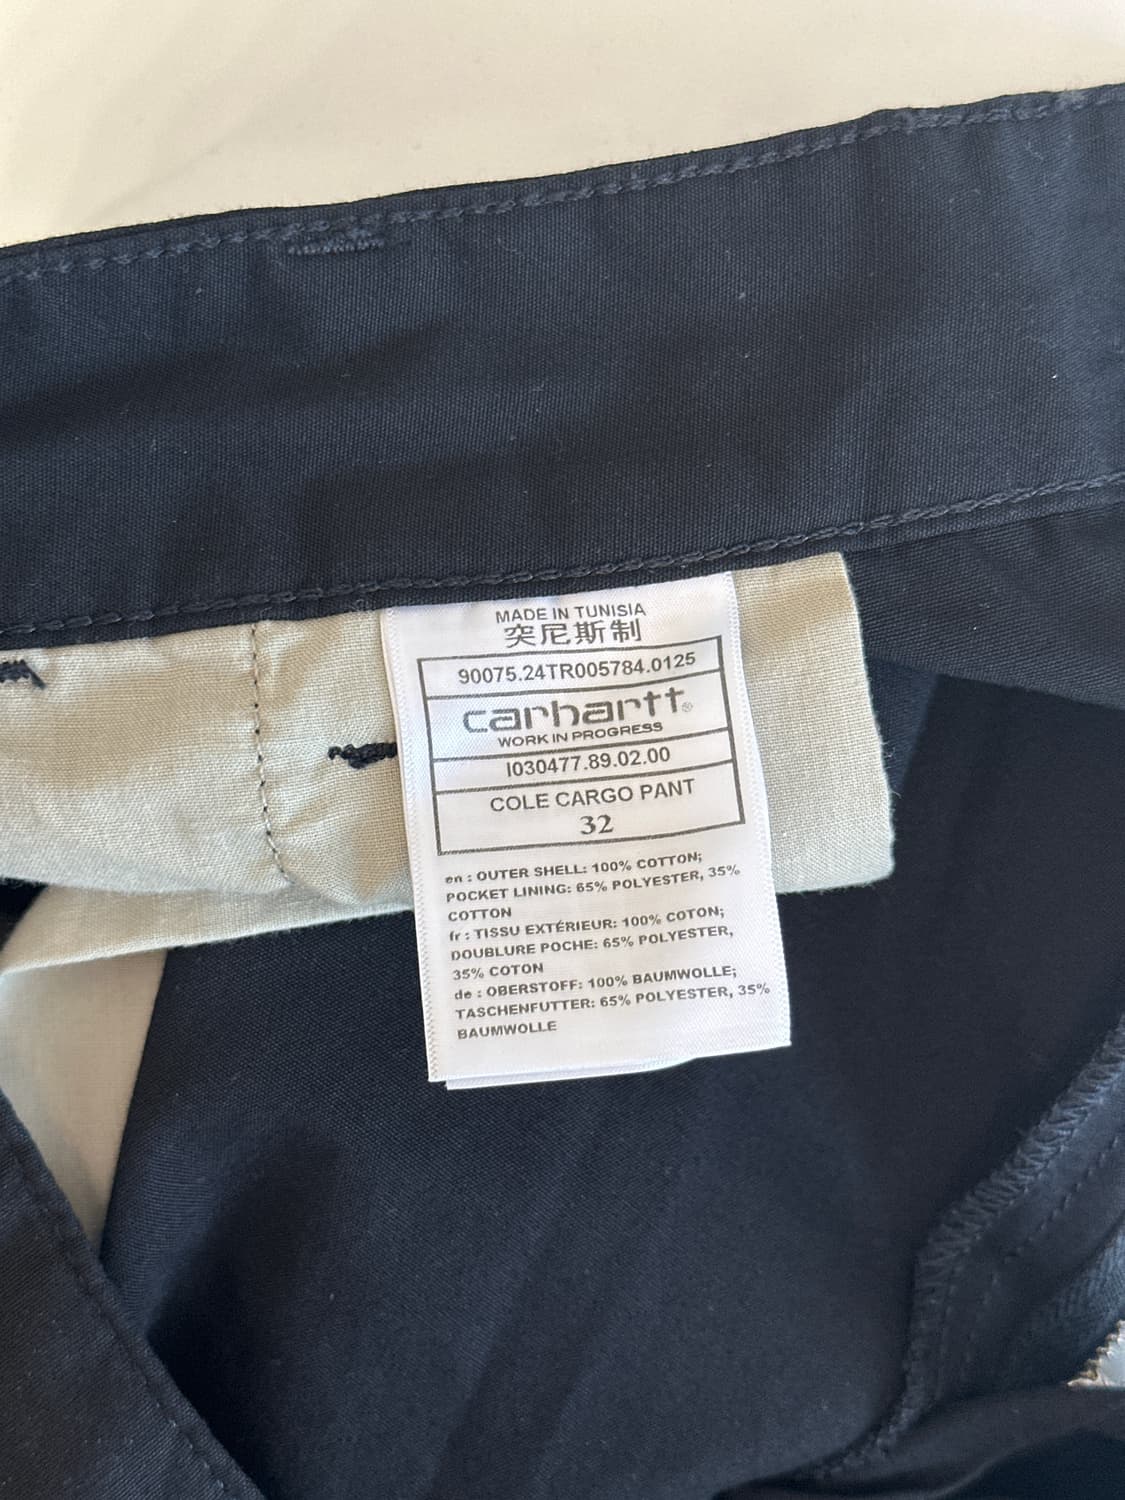 MADE IN TUNISIA
突尼斯制
90075.24TR005784.0125
carhartt®
WORK IN PROGRESS
I030477.89.02.00
COLE CARGO PANT
32
en : OUTER SHELL: 100% COTTON;
POCKET LINING: 65% POLYESTER, 35%
COTTON
fr : TISSU EXTÉRIEUR: 100% COTON;
DOUBLURE POCHE: 65% POLYESTER,
35% COTON
de : OBERSTOFF: 100% BAUMWOLLE;
TASCHENFUTTER: 65% POLYESTER, 35%
BAUMWOLLE